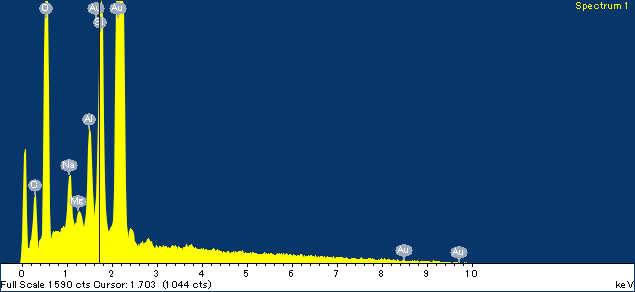 Spectrum 1
O Au Au
Si
Al
Na
C
Mg
Au Au
0 1 2 3 4 5 6 7 8 9 10
Full Scale 1590 cts Cursor: 1.703 (1044 cts) keV